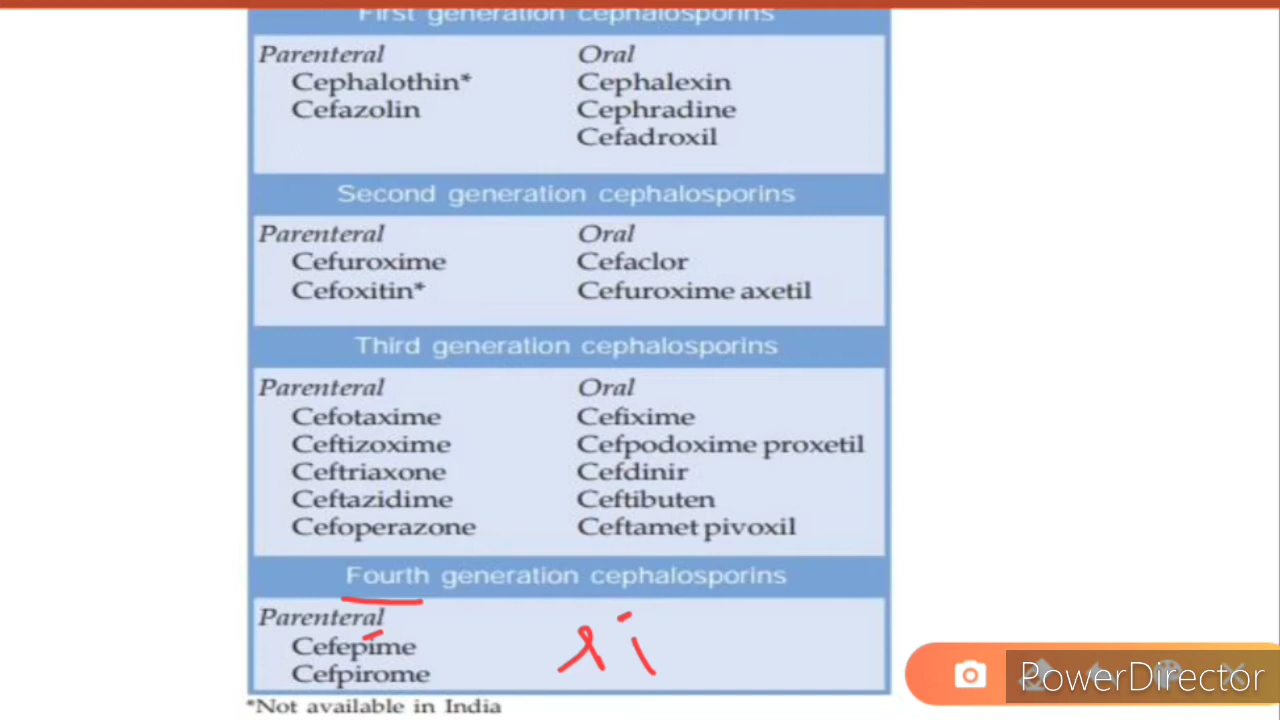 First generation cephalosporins
Parenteral Oral
Cephalothin* Cephalexin
Cefazolin Cephradine
Cefadroxil
Second generation cephalosporins
Parenteral Oral
Cefuroxime Cefaclor
Cefoxitin* Cefuroxime axetil
Third generation cephalosporins
Parenteral Oral
Cefotaxime Cefixime
Ceftizoxime Cefpodoxime proxetil
Ceftriaxone Cefdinir
Ceftazidime Ceftibuten
Cefoperazone Ceftamet pivoxil
Fourth generation cephalosporins
Parenteral
Cefepime
Cefpirome
*Not available in India
PowerDirector